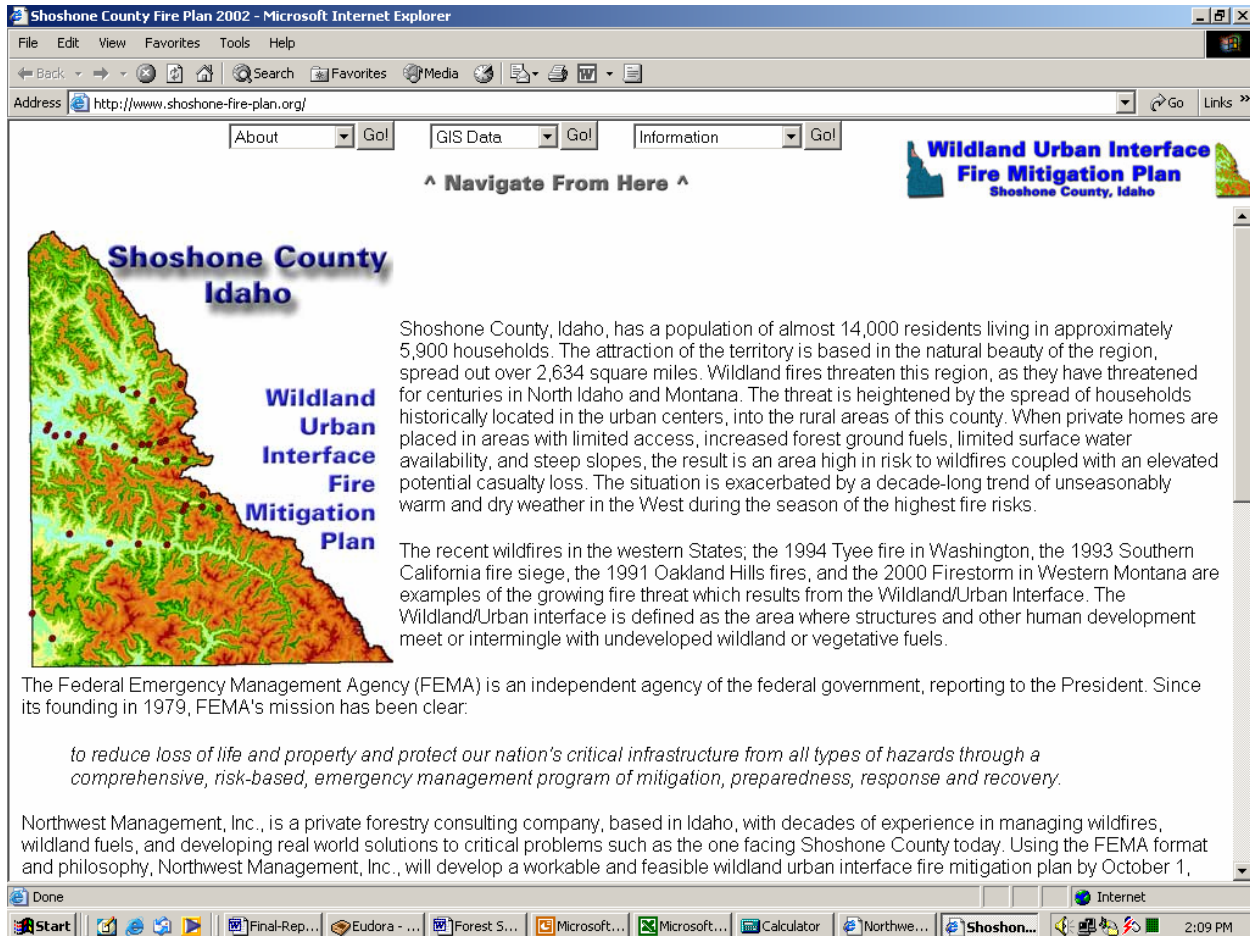 Shoshone County Fire Plan 2002 - Microsoft Internet Explorer
File Edit View Favorites Tools Help
Back Search Favorites Media
Address http://www.shoshone-fire-plan.org/ Go Links »
About Go! GIS Data Go! Information Go!
^ Navigate From Here ^
Wildland Urban Interface
Fire Mitigation Plan
Shoshone County, Idaho
Shoshone County
Idaho
Wildland
Urban
Interface
Fire
Mitigation
Plan
Shoshone County, Idaho, has a population of almost 14,000 residents living in approximately
5,900 households. The attraction of the territory is based in the natural beauty of the region,
spread out over 2,634 square miles. Wildland fires threaten this region, as they have threatened
for centuries in North Idaho and Montana. The threat is heightened by the spread of households
historically located in the urban centers, into the rural areas of this county. When private homes are
placed in areas with limited access, increased forest ground fuels, limited surface water
availability, and steep slopes, the result is an area high in risk to wildfires coupled with an elevated
potential casualty loss. The situation is exacerbated by a decade-long trend of unseasonably
warm and dry weather in the West during the season of the highest fire risks.
The recent wildfires in the western States; the 1994 Tyee fire in Washington, the 1993 Southern
California fire siege, the 1991 Oakland Hills fires, and the 2000 Firestorm in Western Montana are
examples of the growing fire threat which results from the Wildland/Urban Interface. The
Wildland/Urban interface is defined as the area where structures and other human development
meet or intermingle with undeveloped wildland or vegetative fuels.
The Federal Emergency Management Agency (FEMA) is an independent agency of the federal government, reporting to the President. Since
its founding in 1979, FEMA's mission has been clear:
to reduce loss of life and property and protect our nation's critical infrastructure from all types of hazards through a
comprehensive, risk-based, emergency management program of mitigation, preparedness, response and recovery.
Northwest Management, Inc., is a private forestry consulting company, based in Idaho, with decades of experience in managing wildfires,
wildland fuels, and developing real world solutions to critical problems such as the one facing Shoshone County today. Using the FEMA format
and philosophy, Northwest Management, Inc., will develop a workable and feasible wildland urban interface fire mitigation plan by October 1,
Done Internet
Start Final-Rep... Eudora - ... Forest S... Microsoft... Microsoft... Calculator Northwe... Shoshon... 2:09 PM